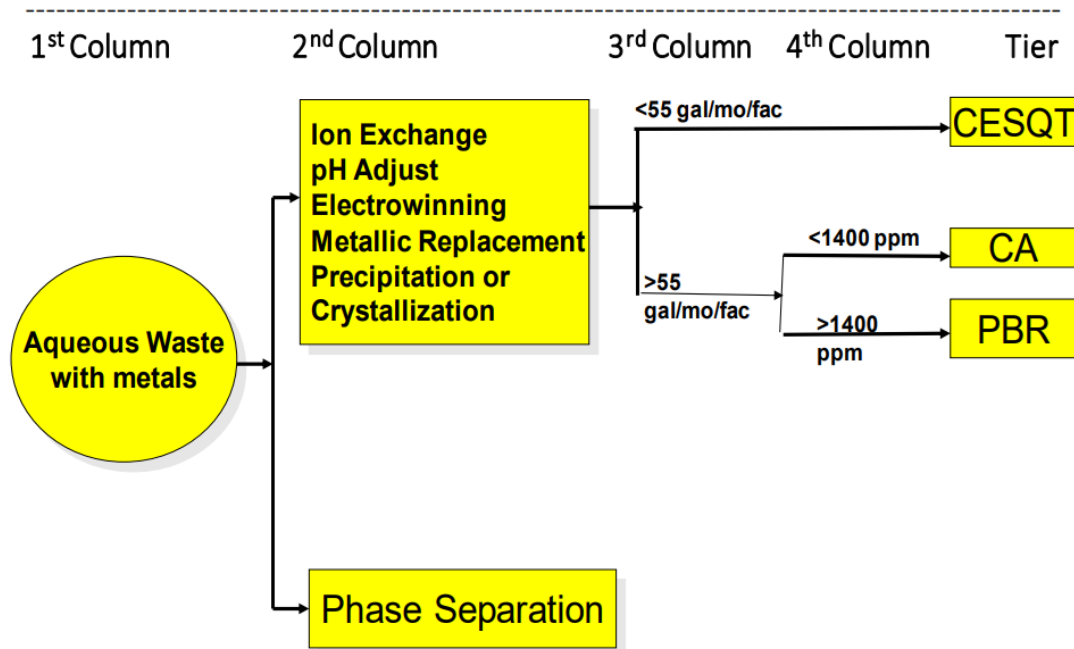 1st Column
2nd Column
3rd Column
4th Column
Tier
Aqueous Waste
with metals
Ion Exchange
pH Adjust
Electrowinning
Metallic Replacement
Precipitation or
Crystallization
Phase Separation
<55 gal/mo/fac
>55
gal/mo/fac
<1400 ppm
>1400
ppm
CESQT
CA
PBR